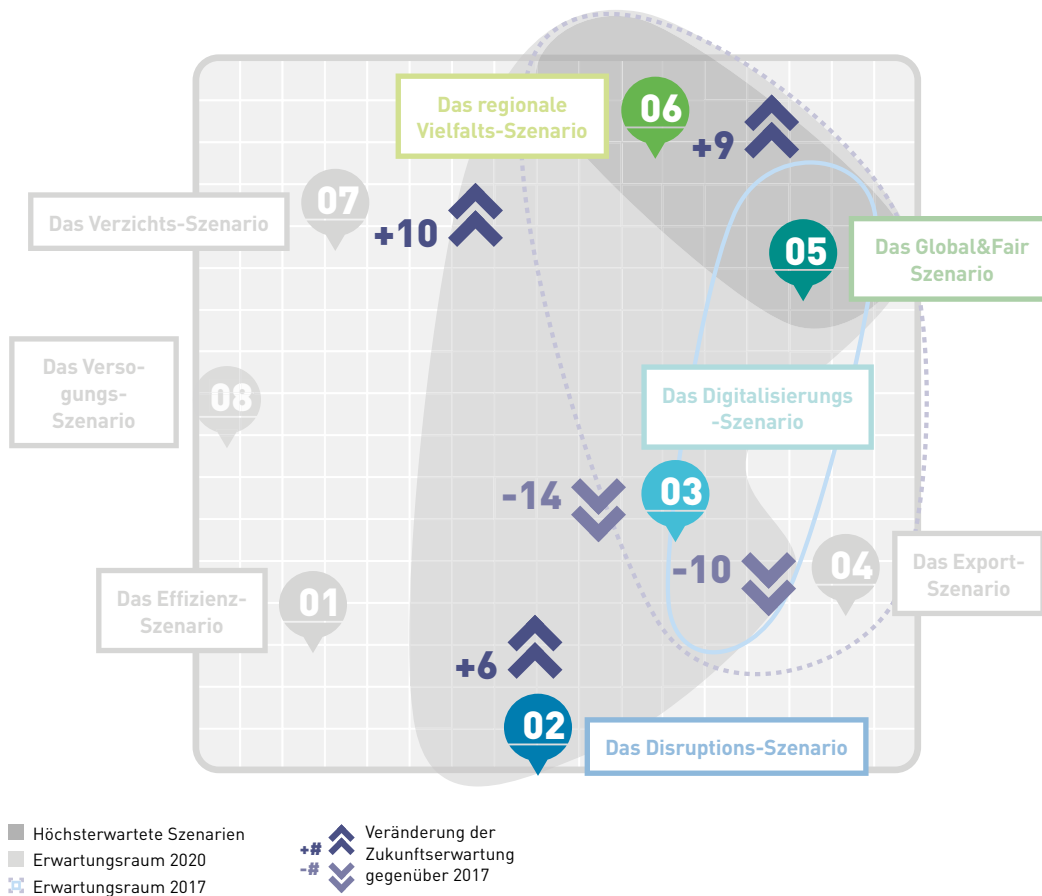 Das regionale
Vielfalts-Szenario
06
+9
07
Das Verzichts-Szenario
+10
05
Das Global&Fair
Szenario
Das Verso-
gungs-
Szenario
08
Das Digitalisierungs
-Szenario
-14
03
-10
04
Das Export-
Szenario
Das Effizienz-
Szenario
01
+6
02
Das Disruptions-Szenario
Höchsterwartete Szenarien
Erwartungsraum 2020
Erwartungsraum 2017
+#
-#
Veränderung der
Zukunftserwartung
gegenüber 2017